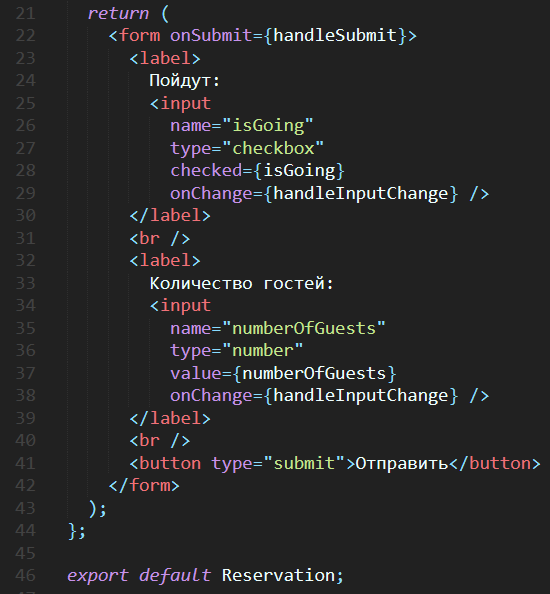 21 return (
22 <form onSubmit={handleSubmit}>
23 <label>
24 Пойдут:
25 <input
26 name="isGoing"
27 type="checkbox"
28 checked={isGoing}
29 onChange={handleInputChange} />
30 </label>
31 <br />
32 <label>
33 Количество гостей:
34 <input
35 name="numberOfGuests"
36 type="number"
37 value={numberOfGuests}
38 onChange={handleInputChange} />
39 </label>
40 <br />
41 <button type="submit">Отправить</button>
42 </form>
43 );
44 };
45
46 export default Reservation;